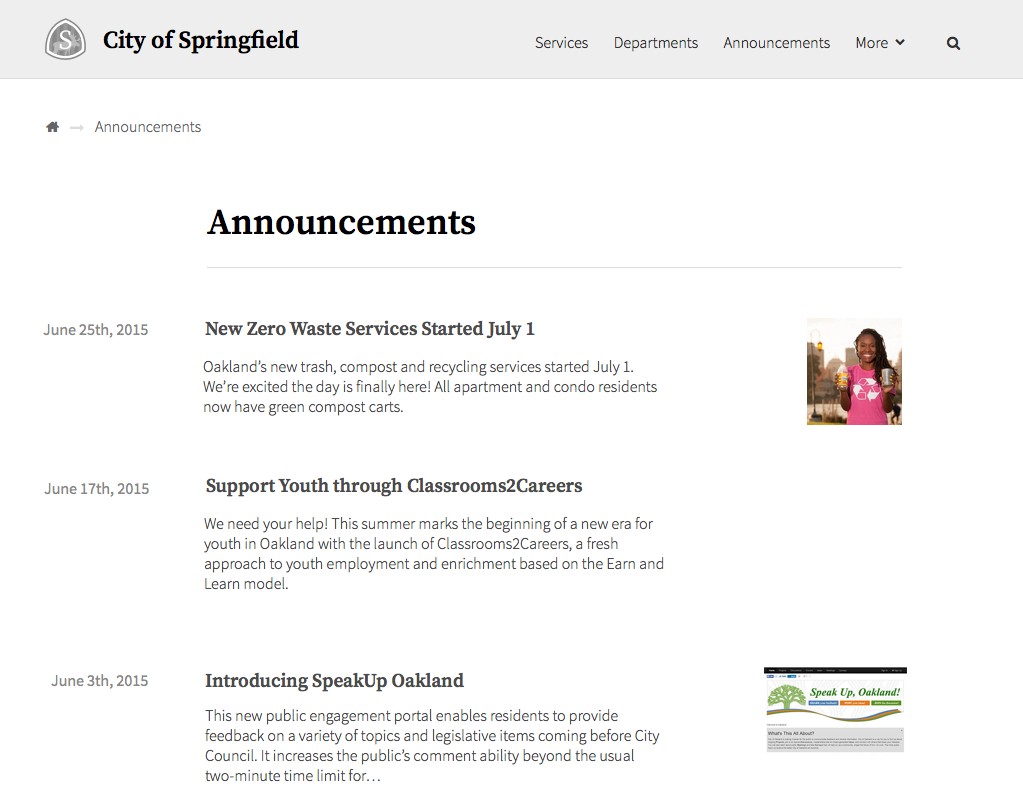 S
City of Springfield
Services
Departments
Announcements
More
Announcements
Announcements
June 25th, 2015
New Zero Waste Services Started July 1
Oakland’s new trash, compost and recycling services started July 1.
We’re excited the day is finally here! All apartment and condo residents
now have green compost carts.
June 17th, 2015
Support Youth through Classrooms2Careers
We need your help! This summer marks the beginning of a new era for
youth in Oakland with the launch of Classrooms2Careers, a fresh
approach to youth employment and enrichment based on the Earn and
Learn model.
June 3th, 2015
Introducing SpeakUp Oakland
This new public engagement portal enables residents to provide
feedback on a variety of topics and legislative items coming before City
Council. It increases the public’s comment ability beyond the usual
two-minute time limit for…
Speak Up, Oakland!
What's This All About?